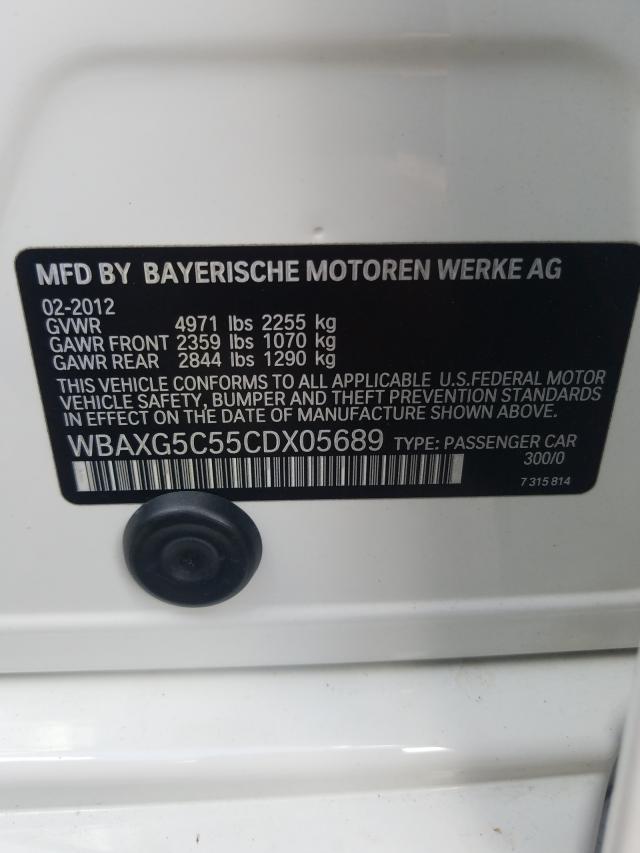 MFD BY BAYERISCHE MOTOREN WERKE AG
02-2012
GVWR 4971 lbs 2255 kg
GAWR FRONT 2359 lbs 1070 kg
GAWR REAR 2844 lbs 1290 kg
THIS VEHICLE CONFORMS TO ALL APPLICABLE U.S.FEDERAL MOTOR
VEHICLE SAFETY, BUMPER AND THEFT PREVENTION STANDARDS
IN EFFECT ON THE DATE OF MANUFACTURE SHOWN ABOVE.
WBAXG5C55CDX05689 TYPE: PASSENGER CAR
300/0
7 315 814